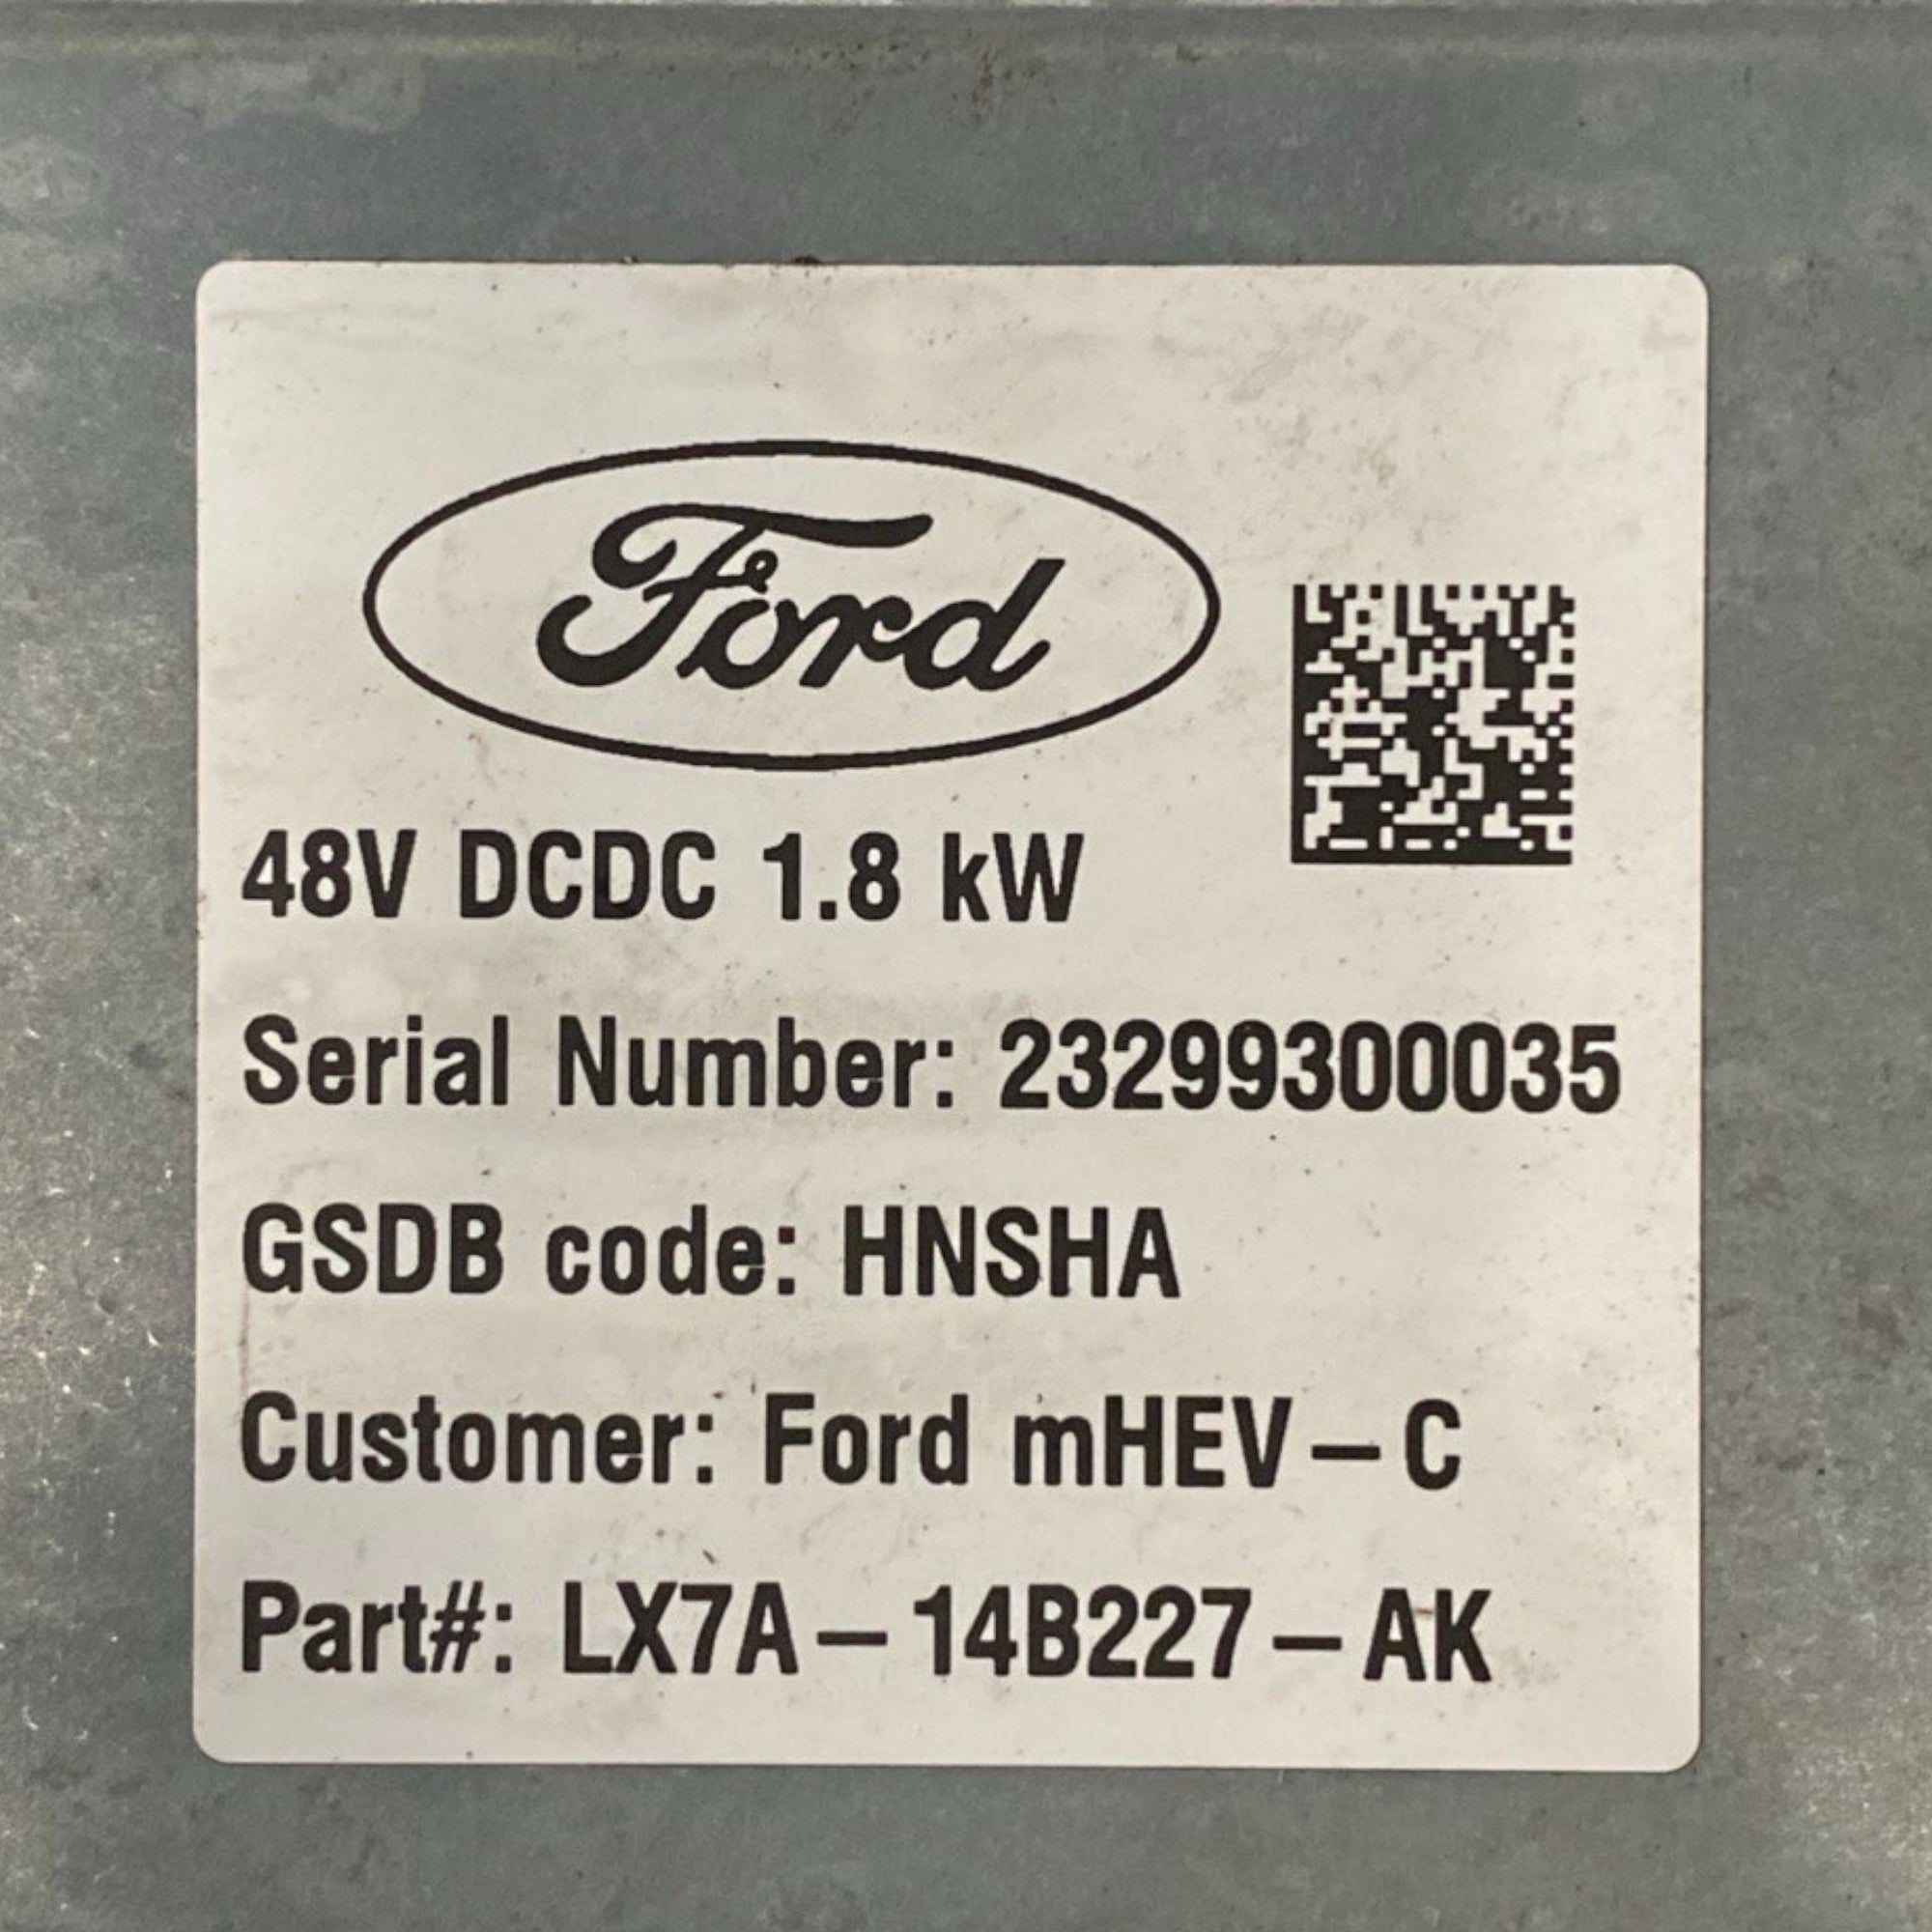 Ford
48V DCDC 1.8 kW
Serial Number: 23299300035
GSDB code: HNSHA
Customer: Ford mHEV-C
Part#: LX7A-14B227-AK